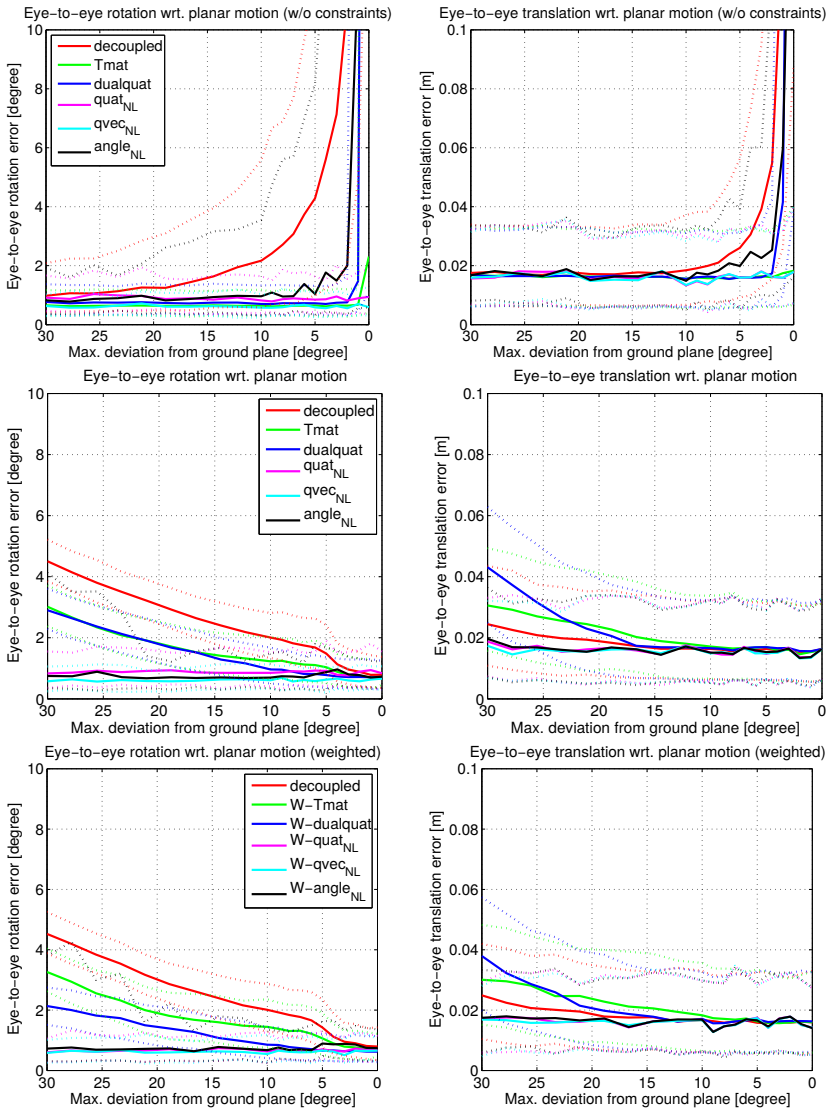 Eye-to-eye rotation wrt. planar motion (w/o constraints)
10
8
6
4
2
0
Eye-to-eye rotation error [degree]
decoupled
Tmat
dualquat
quat_NL
qvec_NL
angle_NL
30 25 20 15 10 5 0
Max. deviation from ground plane [degree]
Eye-to-eye translation wrt. planar motion (w/o constraints)
0.1
0.08
0.06
0.04
0.02
0
Eye-to-eye translation error [m]
30 25 20 15 10 5 0
Max. deviation from ground plane [degree]
Eye-to-eye rotation wrt. planar motion
10
8
6
4
2
0
Eye-to-eye rotation error [degree]
decoupled
Tmat
dualquat
quat_NL
qvec_NL
angle_NL
30 25 20 15 10 5 0
Max. deviation from ground plane [degree]
Eye-to-eye translation wrt. planar motion
0.1
0.08
0.06
0.04
0.02
0
Eye-to-eye translation error [m]
30 25 20 15 10 5 0
Max. deviation from ground plane [degree]
Eye-to-eye rotation wrt. planar motion (weighted)
10
8
6
4
2
0
Eye-to-eye rotation error [degree]
decoupled
W-Tmat
W-dualquat
W-quat_NL
W-qvec_NL
W-angle_NL
30 25 20 15 10 5 0
Max. deviation from ground plane [degree]
Eye-to-eye translation wrt. planar motion (weighted)
0.1
0.08
0.06
0.04
0.02
0
Eye-to-eye translation error [m]
30 25 20 15 10 5 0
Max. deviation from ground plane [degree]